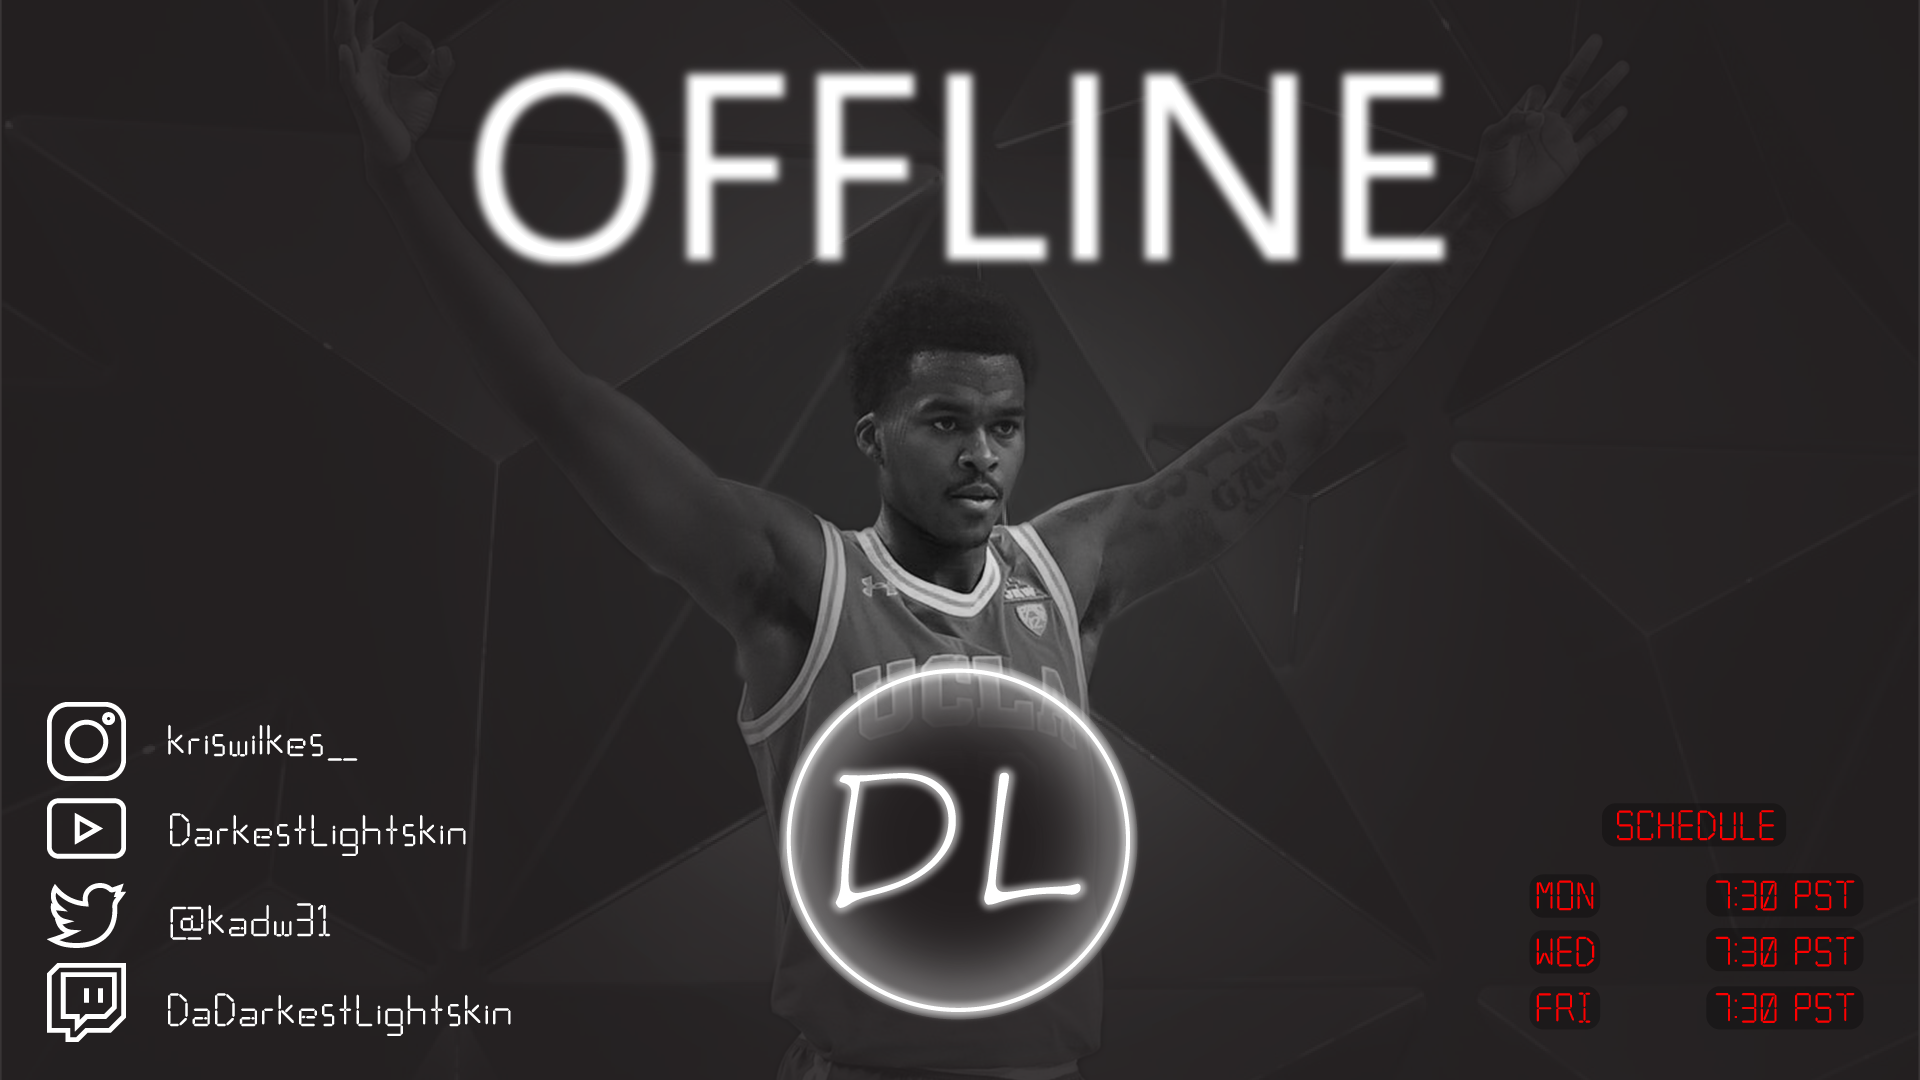 OFFLINE
UCLA
DL
kriswilkes__
DarkestLightskin
@kadw31
DaDarkestLightskin
SCHEDULE
MON 7:30 PST
WED 7:30 PST
FRI 7:30 PST